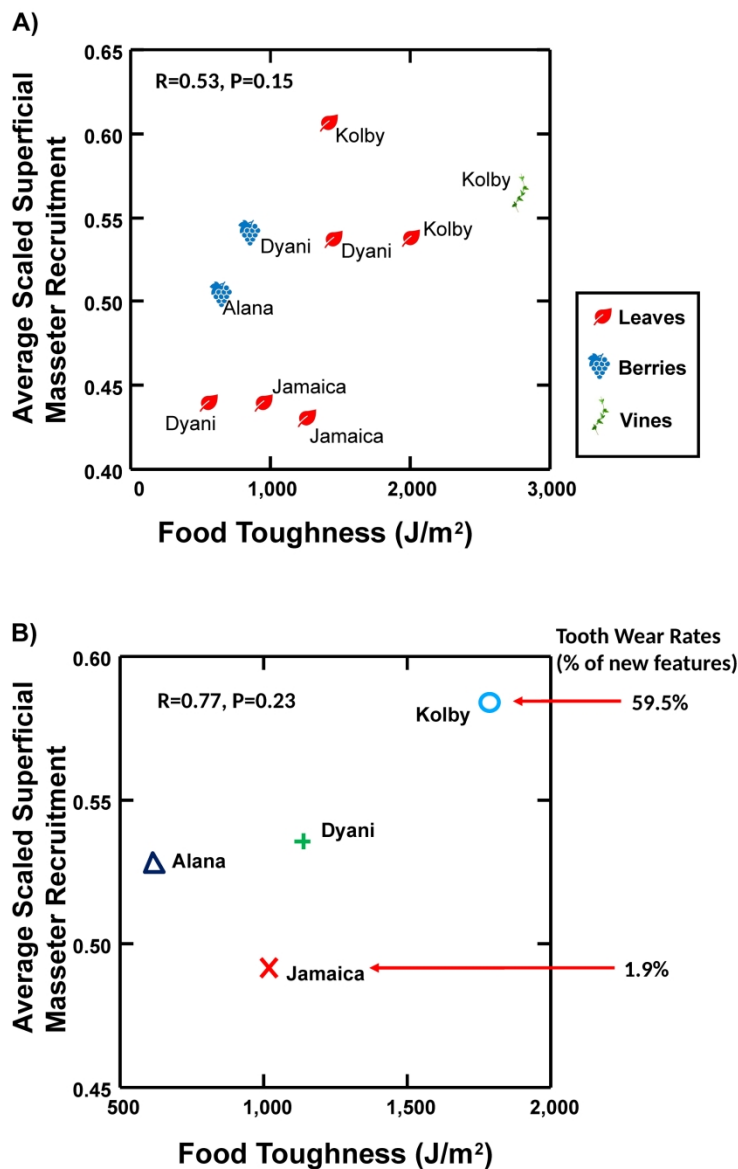 A)
Average Scaled Superficial
Masseter Recruitment
0.65
0.60
0.55
0.50
0.45
0.40
R=0.53, P=0.15
Kolby
Kolby
Dyani
Dyani
Kolby
Alana
Dyani
Jamaica
Jamaica
0
1,000
2,000
3,000
Food Toughness (J/m²)
Leaves
Berries
Vines
B)
Tooth Wear Rates
(% of new features)
Average Scaled Superficial
Masseter Recruitment
0.60
0.55
0.50
0.45
R=0.77, P=0.23
Kolby
59.5%
Dyani
Alana
Jamaica
1.9%
500
1,000
1,500
2,000
Food Toughness (J/m²)